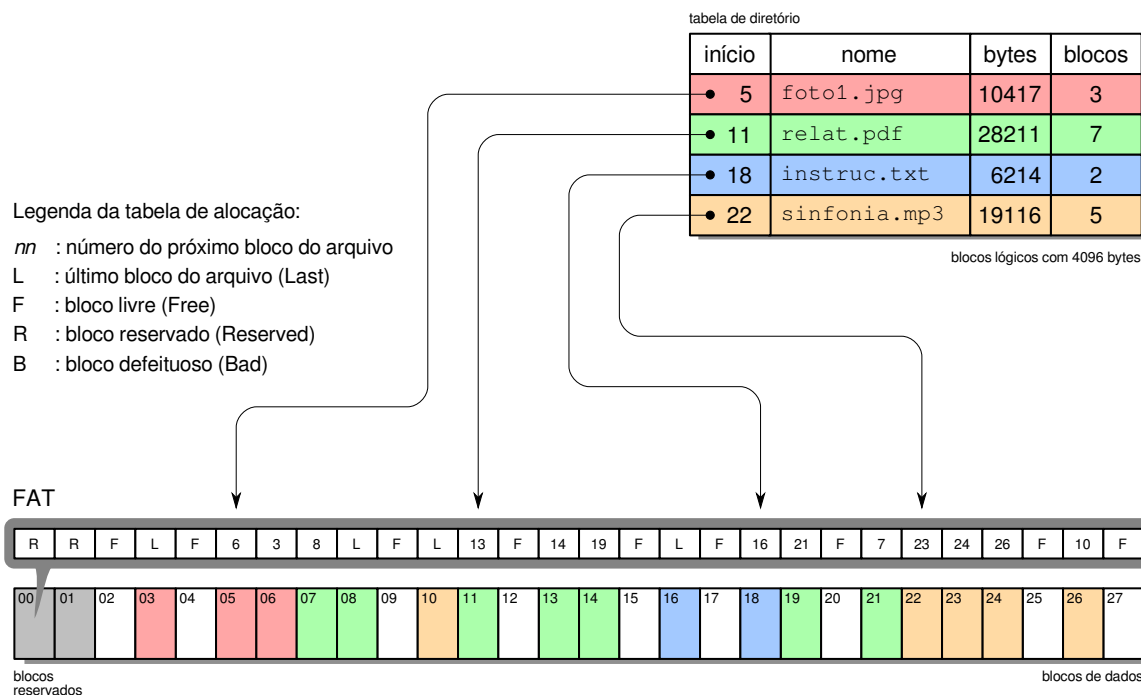 tabela de diretório
início nome bytes blocos
5 foto1.jpg 10417 3
11 relat.pdf 28211 7
18 instruc.txt 6214 2
22 sinfonia.mp3 19116 5
blocos lógicos com 4096 bytes
Legenda da tabela de alocação:
nn : número do próximo bloco do arquivo
L : último bloco do arquivo (Last)
F : bloco livre (Free)
R : bloco reservado (Reserved)
B : bloco defeituoso (Bad)
FAT
R R F L F 6 3 8 L F L 13 F 14 19 F L F 16 21 F 7 23 24 26 F 10 F
00 01 02 03 04 05 06 07 08 09 10 11 12 13 14 15 16 17 18 19 20 21 22 23 24 25 26 27
blocos
reservados
blocos de dados